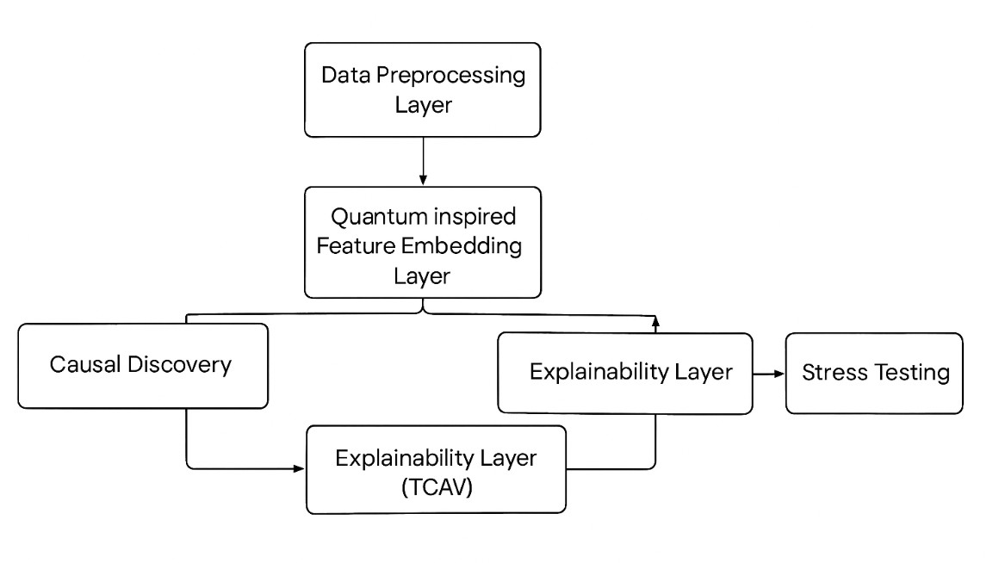 Data Preprocessing
Layer
Quantum inspired
Feature Embedding
Layer
Causal Discovery
Explainability Layer
Stress Testing
Explainability Layer
(TCAV)